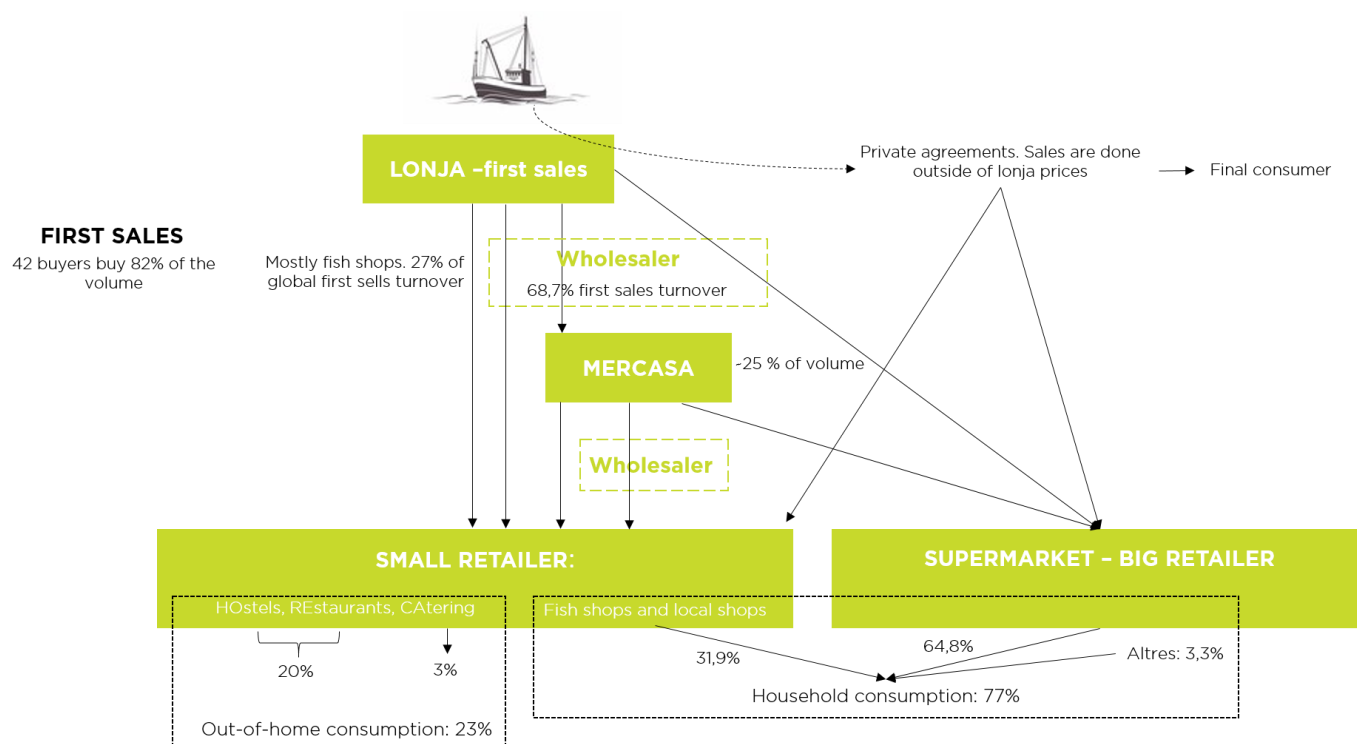 LONJA –first sales
Private agreements. Sales are done
outside of lonja prices
Final consumer
FIRST SALES
42 buyers buy 82% of the
volume
Mostly fish shops. 27% of
global first sells turnover
Wholesaler
68,7% first sales turnover
MERCASA
~25 % of volume
Wholesaler
SMALL RETAILER:
HOstels, REstaurants, CAtering
Fish shops and local shops
SUPERMARKET – BIG RETAILER
20%
3%
31,9%
64,8%
Altres: 3,3%
Household consumption: 77%
Out-of-home consumption: 23%